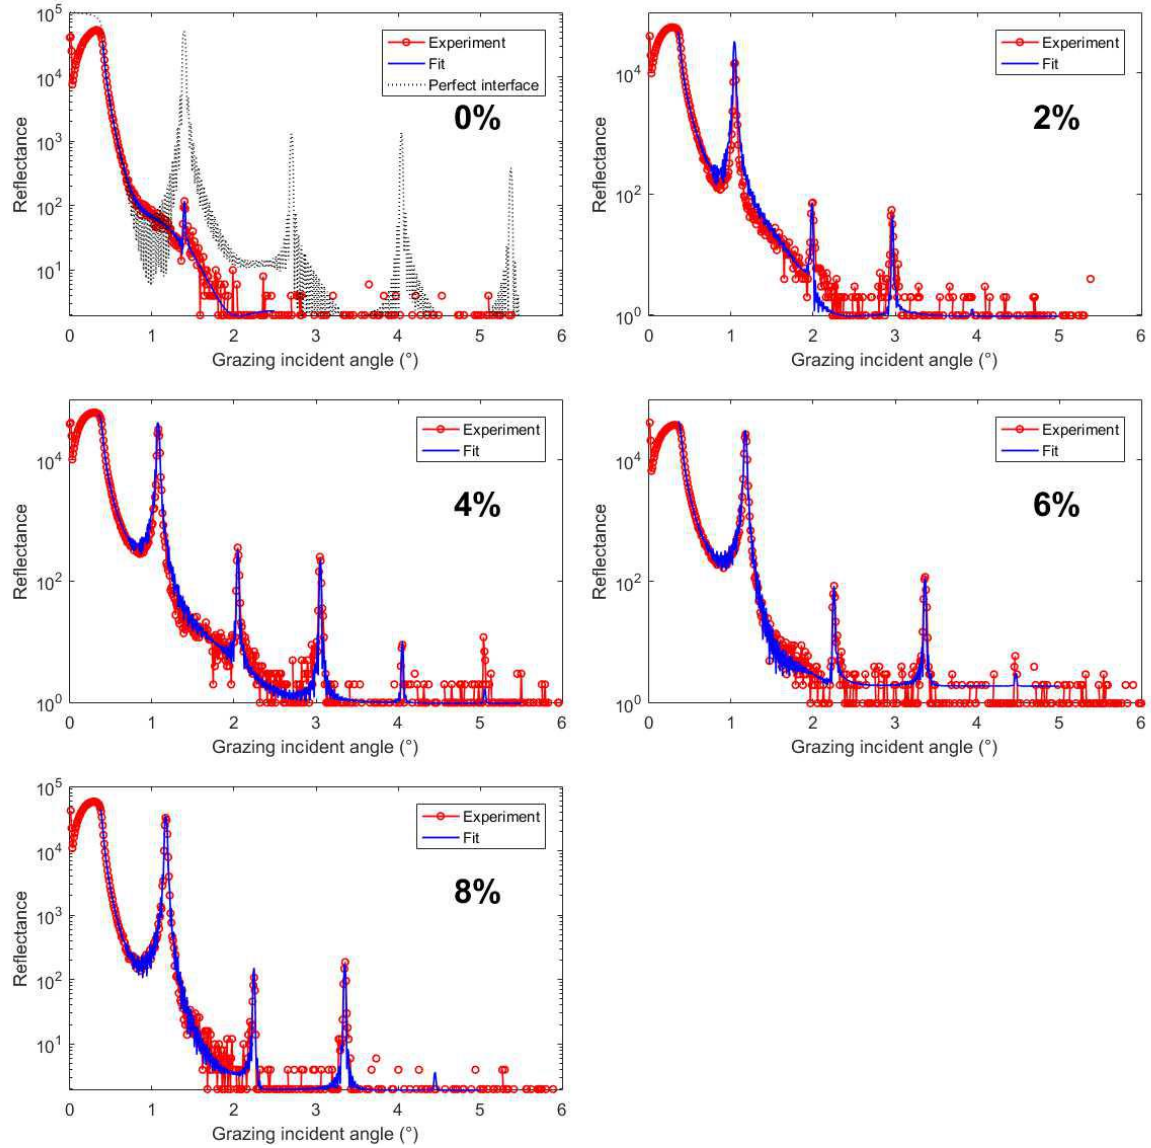 10^5
10^4
10^3
10^2
10^1
Reflectance
0 1 2 3 4 5 6
Grazing incident angle (°)
Experiment
Fit
Perfect interface
0%
10^4
10^2
10^0
Reflectance
0 1 2 3 4 5 6
Grazing incident angle (°)
Experiment
Fit
2%
10^4
10^2
10^0
Reflectance
0 1 2 3 4 5 6
Grazing incident angle (°)
Experiment
Fit
4%
10^4
10^2
10^0
Reflectance
0 1 2 3 4 5 6
Grazing incident angle (°)
Experiment
Fit
6%
10^5
10^4
10^3
10^2
10^1
Reflectance
0 1 2 3 4 5 6
Grazing incident angle (°)
Experiment
Fit
8%